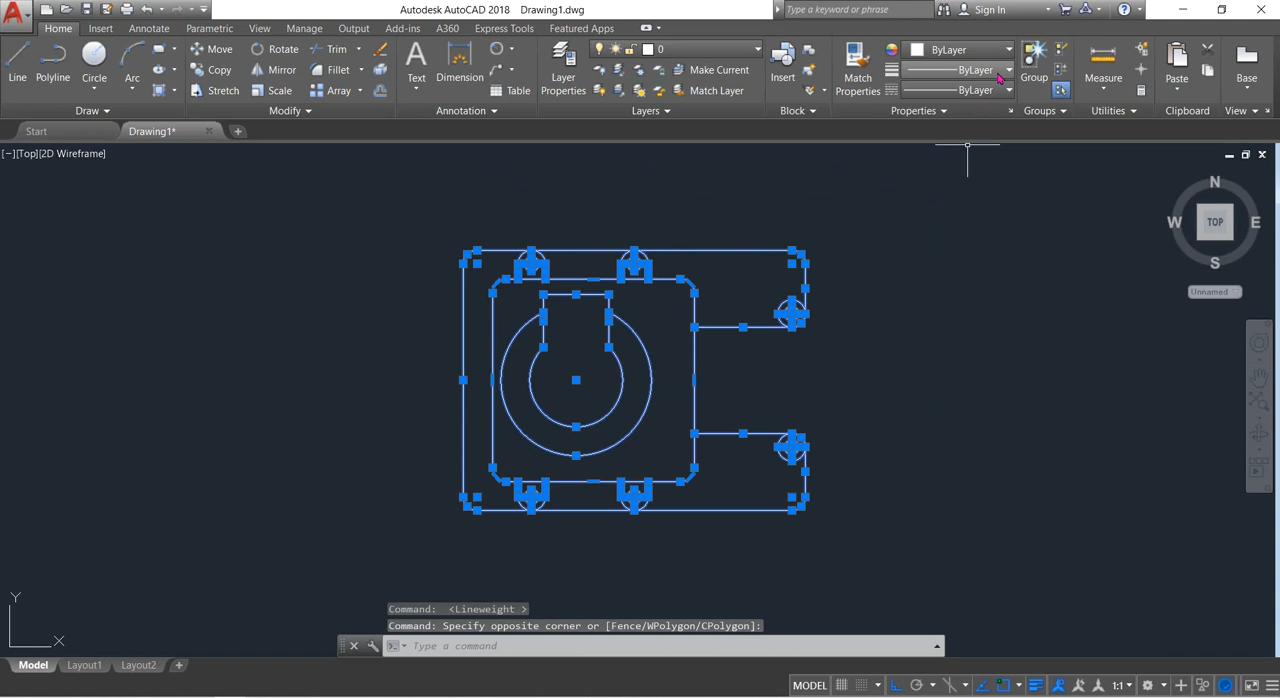 Autodesk AutoCAD 2018 Drawing1.dwg
Type a keyword or phrase
Sign In
Home Insert Annotate Parametric View Manage Output Add-ins A360 Express Tools Featured Apps
Line Polyline Circle Arc
Move Rotate Trim
Copy Mirror Fillet
Stretch Scale Array
Text Dimension Table
Layer Properties
0
Make Current
Match Layer
Insert
Match Properties
ByLayer
ByLayer
ByLayer
Group Measure Paste Base
Draw Modify Annotation Layers Block Properties Groups Utilities Clipboard View
Start Drawing1*
[−][Top][2D Wireframe]
N
W TOP E
S
Unnamed
Y
X
Command: <Lineweight >
Command: Specify opposite corner or [Fence/WPolygon/CPolygon]:
Type a command
Model Layout1 Layout2
MODEL 1:1